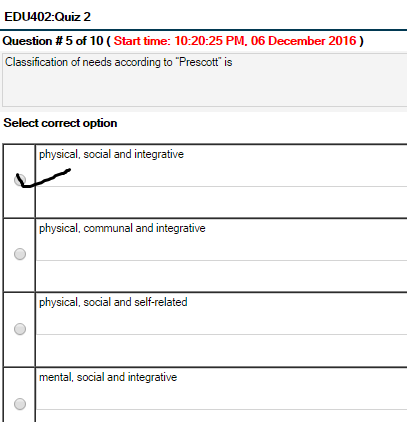 EDU402:Quiz 2
Question # 5 of 10 ( Start time: 10:20:25 PM, 06 December 2016 )
Classification of needs according to "Prescott" is
Select correct option
physical, social and integrative
physical, communal and integrative
physical, social and self-related
mental, social and integrative